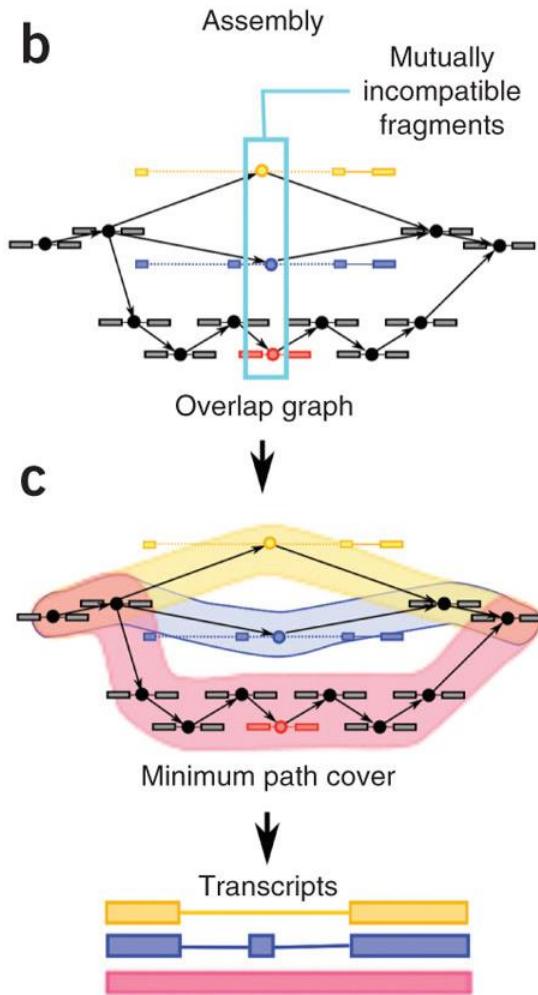 b
Assembly
Mutually
incompatible
fragments
Overlap graph
c
Minimum path cover
Transcripts